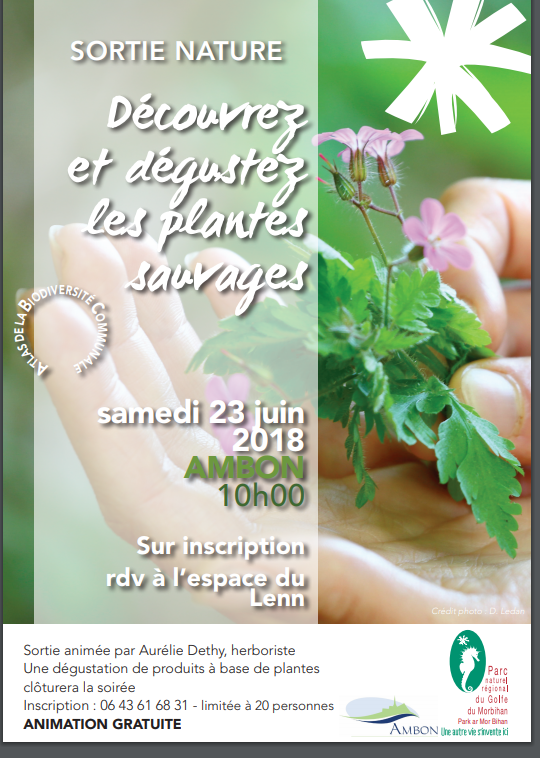 SORTIE NATURE
Découvrez
et dégustez
les plantes
sauvages
ATLAS DE LA BIODIVERSITÉ COMMUNALE
samedi 23 juin
2018
AMBON
10h00
Sur inscription
rdv à l'espace du
Lenn
Crédit photo : D. Ledan
Sortie animée par Aurélie Dethy, herboriste
Une dégustation de produits à base de plantes
clôturera la soirée
Inscription : 06 43 61 68 31 - limitée à 20 personnes
ANIMATION GRATUITE
AMBON
Parc
naturel
régional
du Golfe
du Morbihan
Park ar Mor Bihan
Une autre vie s'invente ici